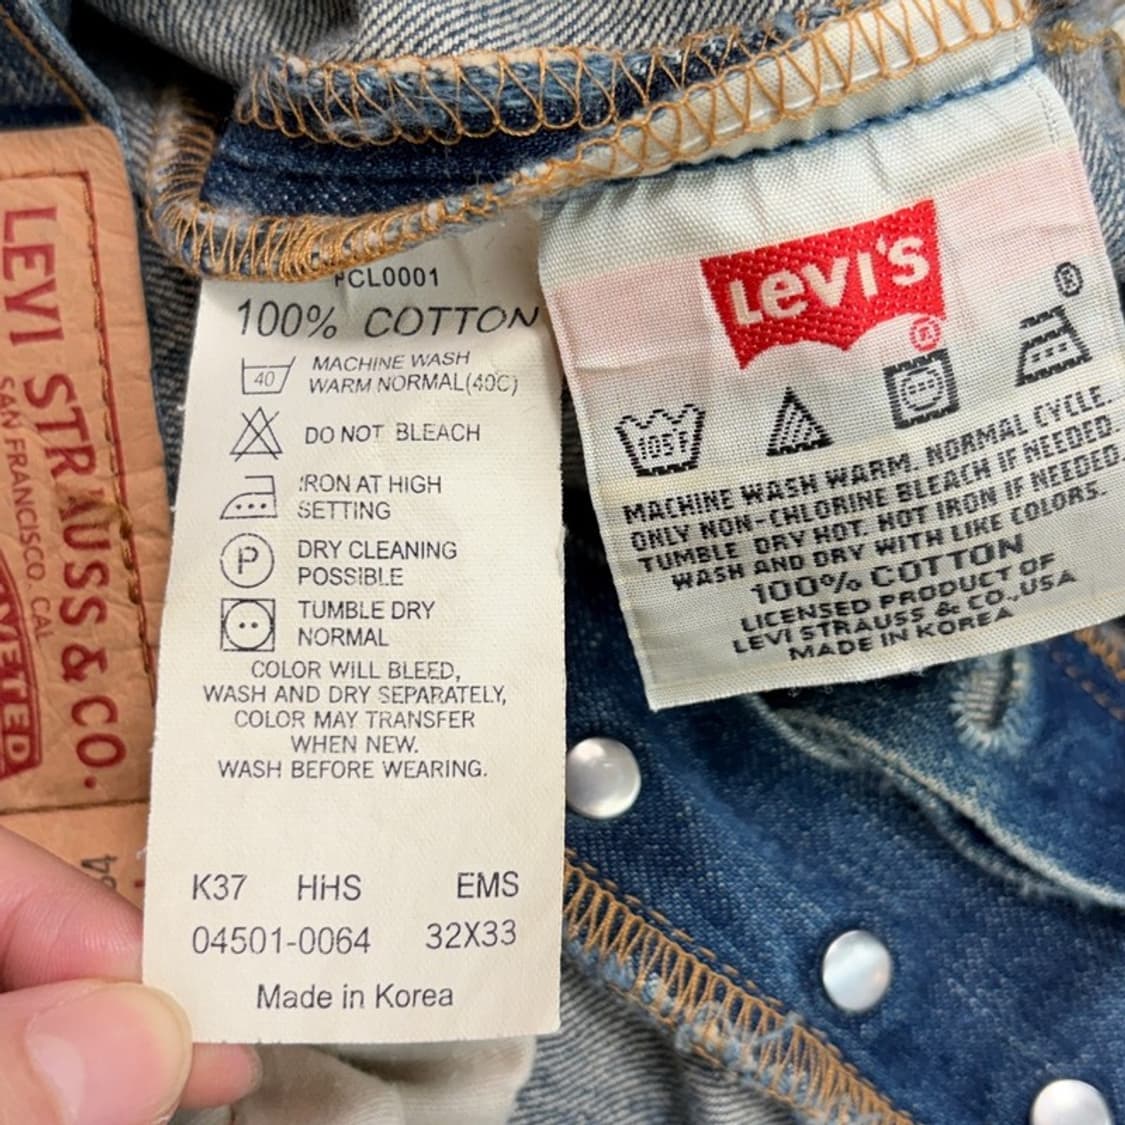 LEVI STRAUSS & CO.
SAN FRANCISCO. CAL
CL0001
100% COTTON
40
MACHINE WASH
WARM NORMAL(40C)
DO NOT BLEACH
IRON AT HIGH
SETTING
P
DRY CLEANING
POSSIBLE
TUMBLE DRY
NORMAL
COLOR WILL BLEED,
WASH AND DRY SEPARATELY,
COLOR MAY TRANSFER
WHEN NEW.
WASH BEFORE WEARING.
K37 HHS EMS
04501-0064 32X33
Made in Korea
Levi's ®
®
105F
MACHINE WASH WARM. NORMAL CYCLE.
ONLY NON-CHLORINE BLEACH IF NEEDED.
TUMBLE DRY HOT. HOT IRON IF NEEDED.
WASH AND DRY WITH LIKE COLORS.
100% COTTON
LICENSED PRODUCT OF
LEVI STRAUSS & CO.,USA
MADE IN KOREA